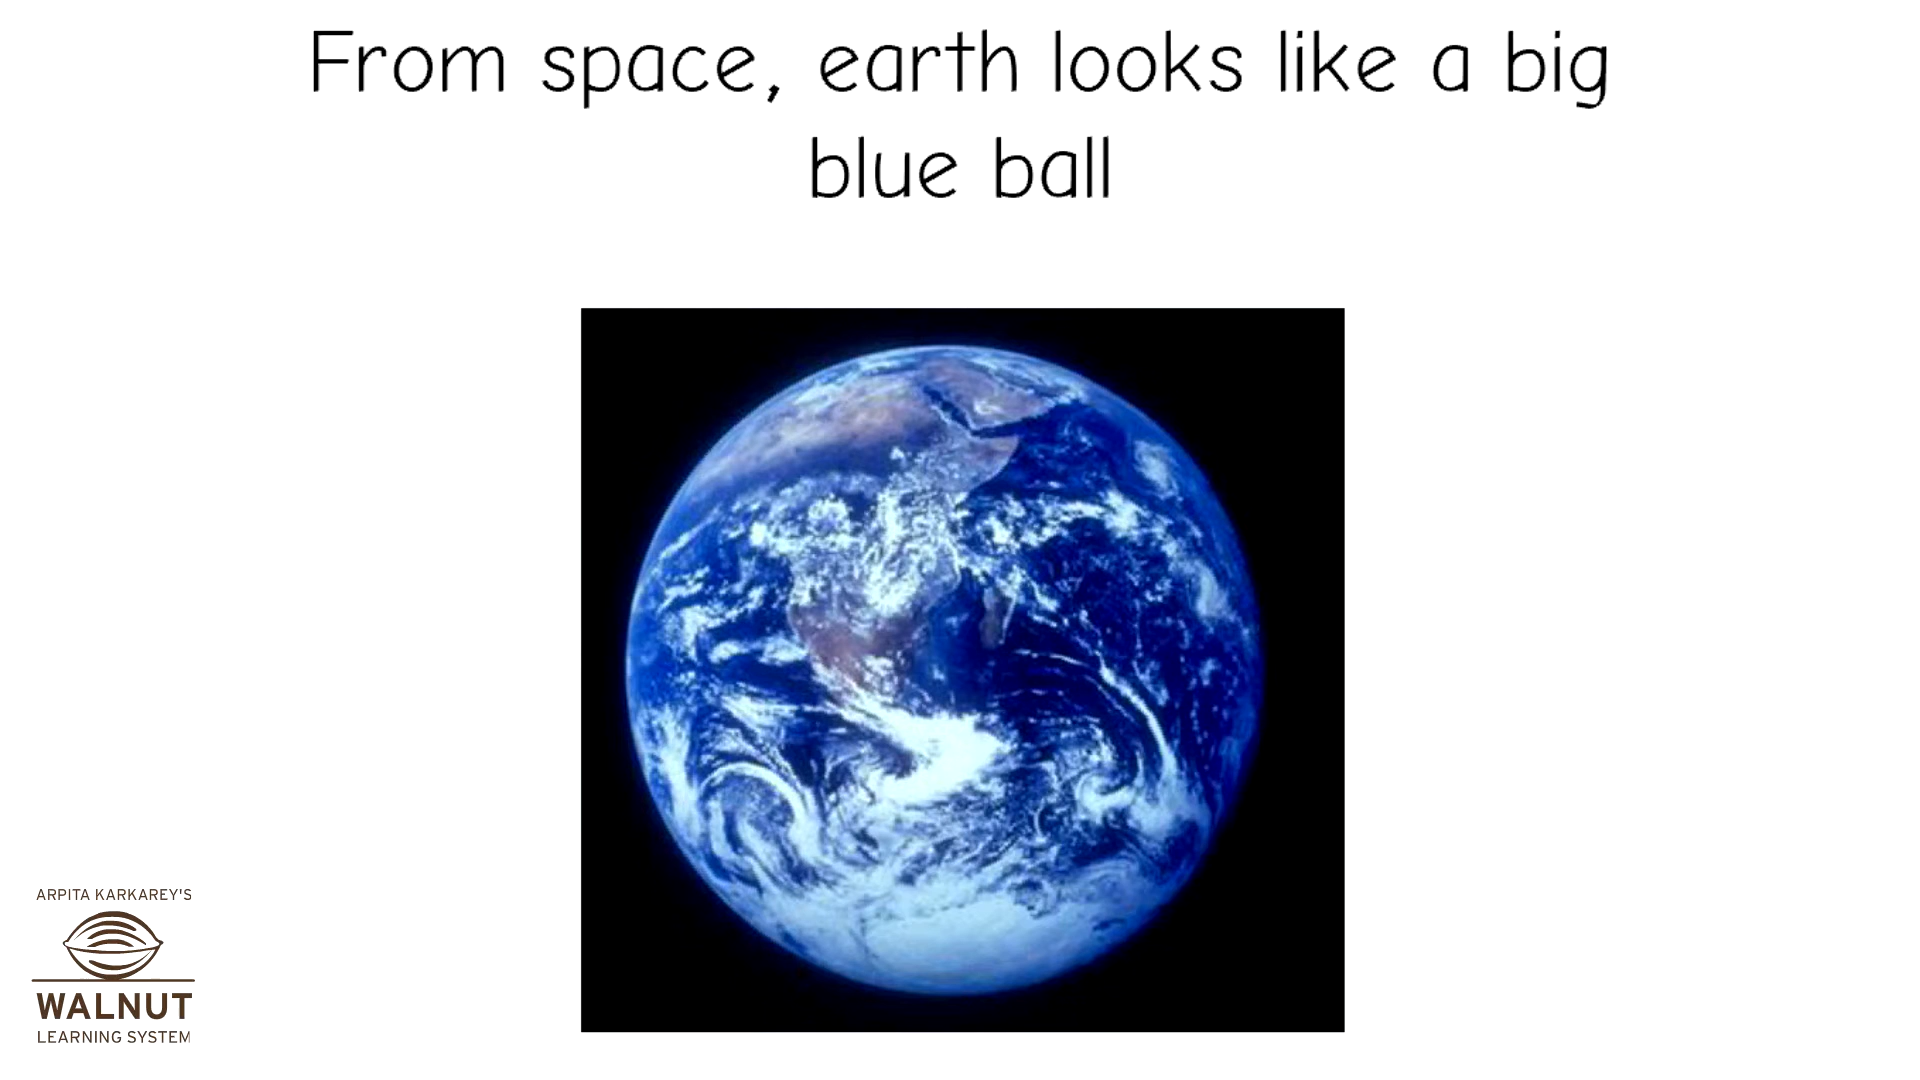 From space, earth looks like a big
blue ball
ARPITA KARKAREY'S
WALNUT
LEARNING SYSTEM